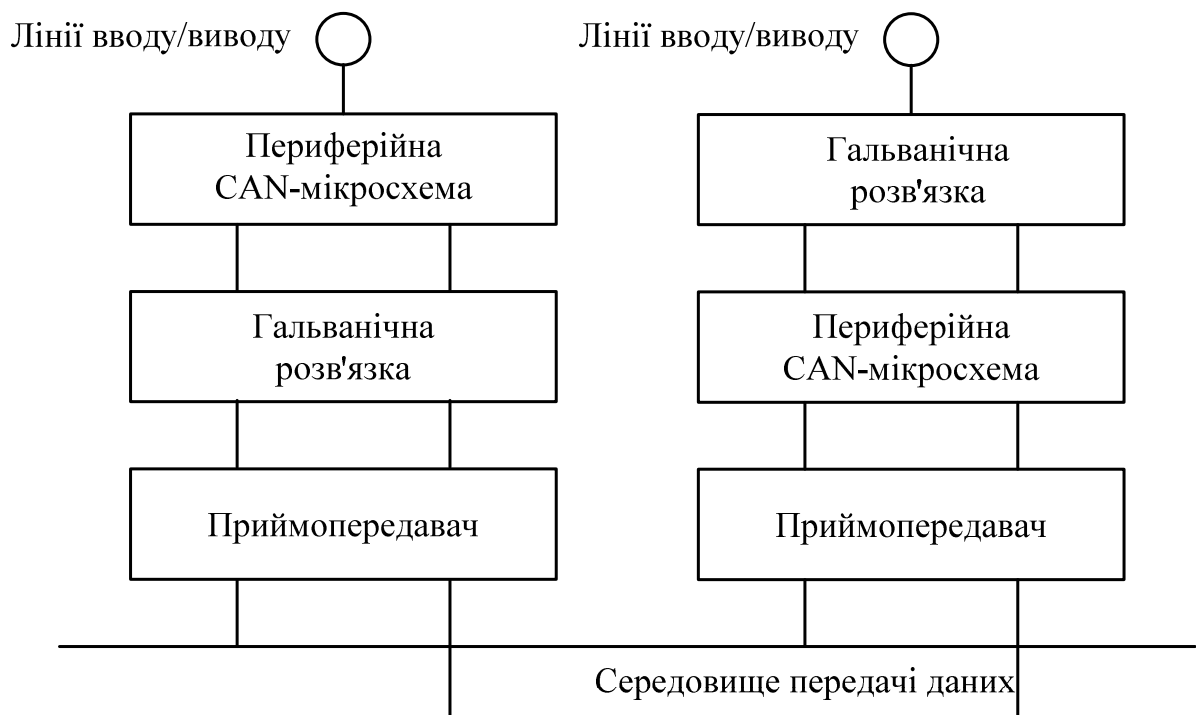 Лінії вводу/виводу
Лінії вводу/виводу
Периферійна
CAN-мікросхема
Гальванічна
розв'язка
Гальванічна
розв'язка
Периферійна
CAN-мікросхема
Приймопередавач
Приймопередавач
Середовище передачі даних